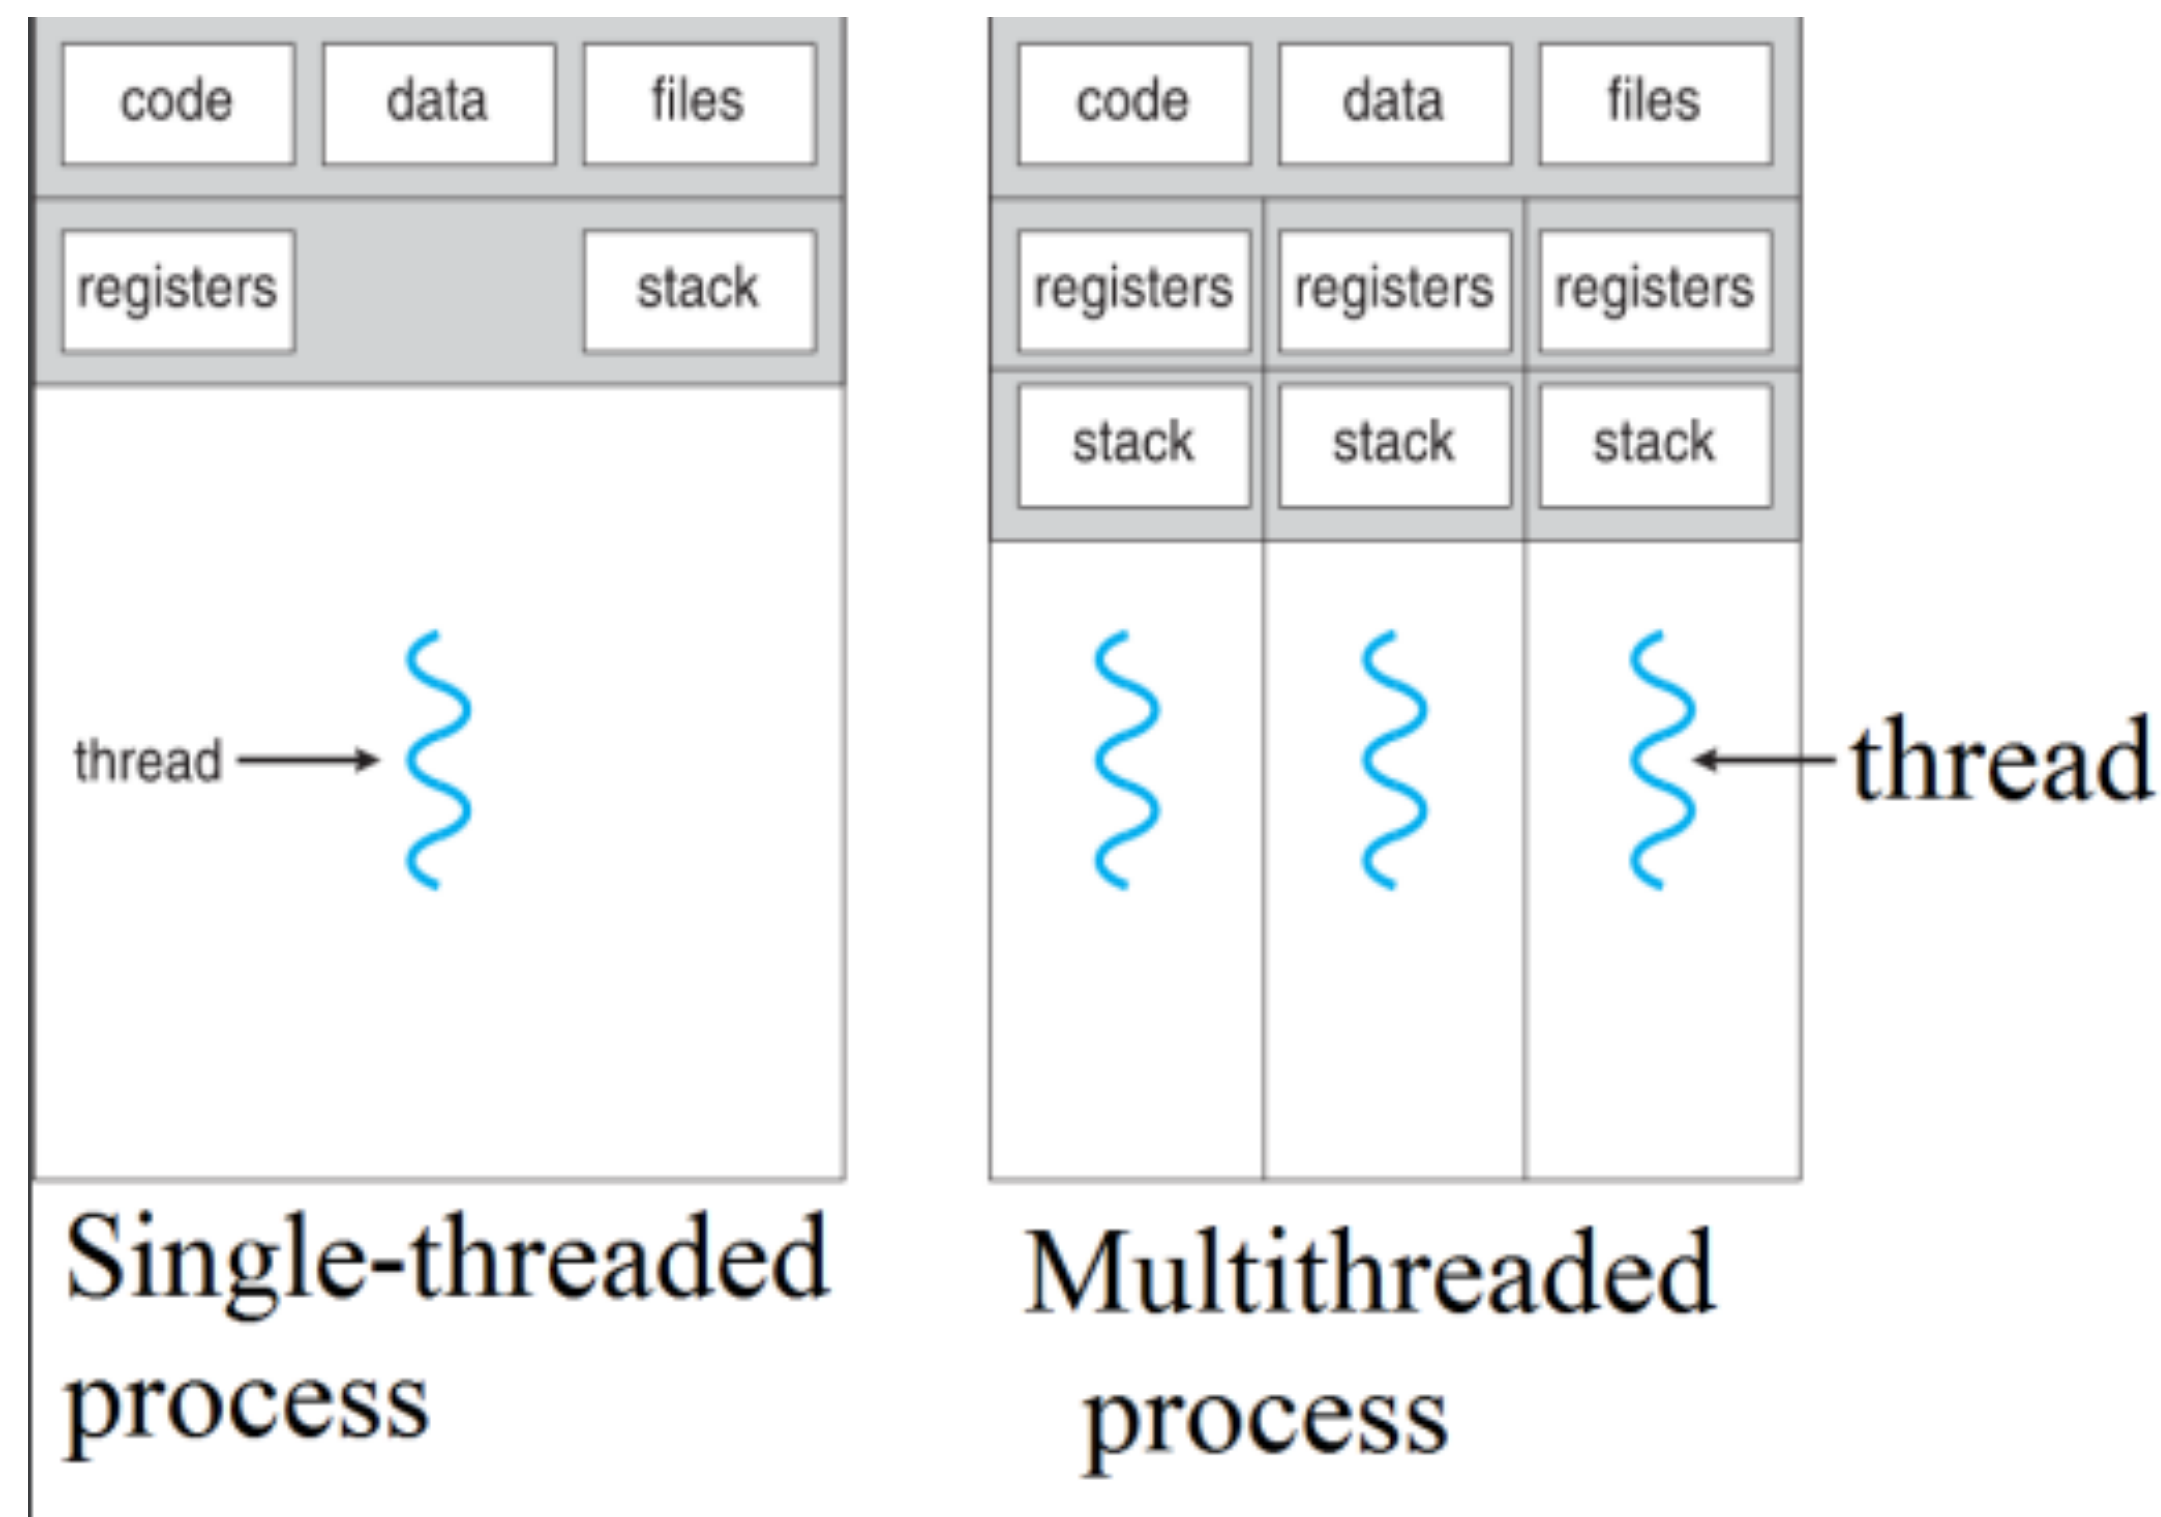 code data files
registers stack
thread
Single-threaded
process
code data files
registers registers registers
stack stack stack
thread
Multithreaded
process